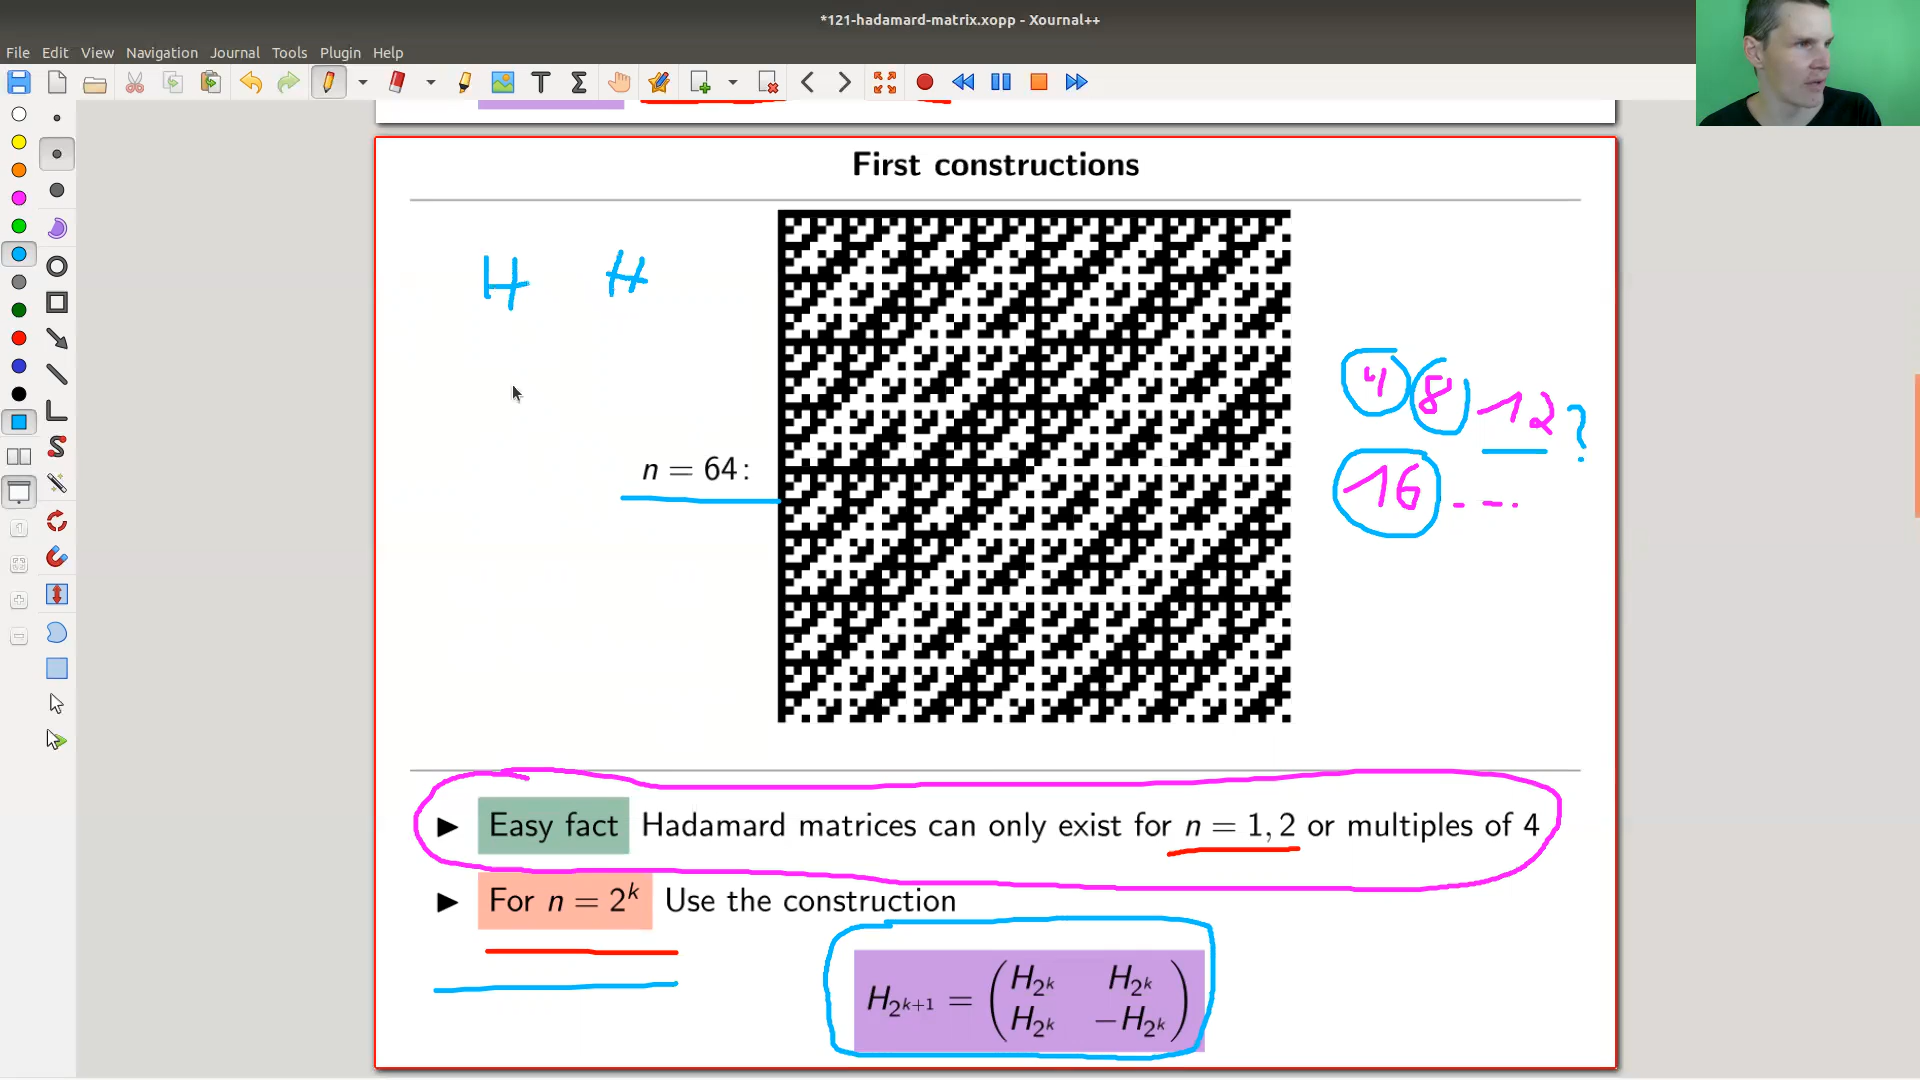 *121-hadamard-matrix.xopp - Xournal++
File Edit View Navigation Journal Tools Plugin Help
First constructions
H H
4 8 12 ?
n = 64:
16 ---
► Easy fact Hadamard matrices can only exist for n = 1, 2 or multiples of 4
► For n = 2^k Use the construction
H_{2^{k+1}} = ( H_{2^k} H_{2^k}
H_{2^k} −H_{2^k} )